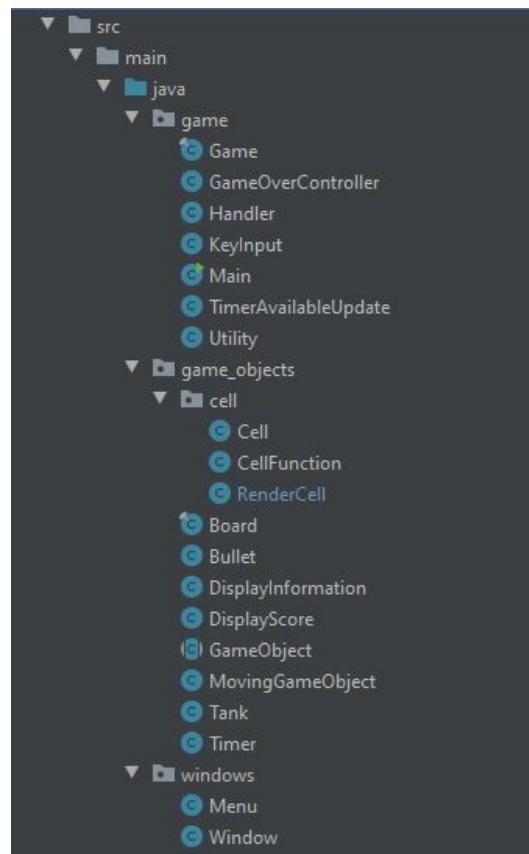 src
main
java
game
Game
GameOverController
Handler
KeyInput
Main
TimerAvailableUpdate
Utility
game_objects
cell
Cell
CellFunction
RenderCell
Board
Bullet
DisplayInformation
DisplayScore
GameObject
MovingGameObject
Tank
Timer
windows
Menu
Window